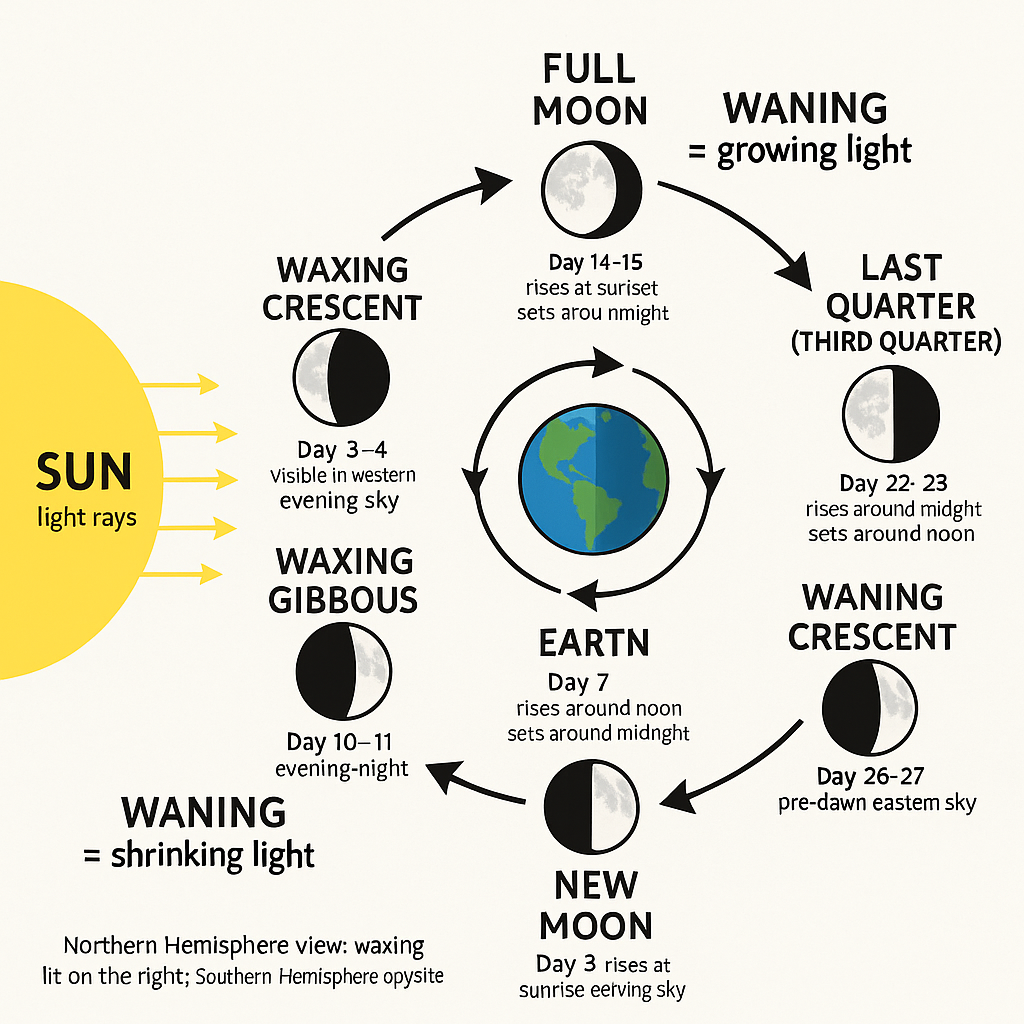 FULL
MOON
Day 14-15
rises at suriset
sets arou nmight
WANING
= growing light
WAXING
CRESCENT
Day 3–4
Visible in western
evening sky
LAST
QUARTER
(THIRD QUARTER)
Day 22- 23
rises around midght
sets around noon
SUN
light rays
WAXING
GIBBOUS
Day 10–11
evening-night
EARTN
Day 7
rises around noon
sets around midnght
WANING
CRESCENT
Day 26-27
pre-dawn eastem sky
WANING
= shrinking light
NEW
MOON
Day 3 rises at
sunrise eerving sky
Northern Hemisphere view: waxing
lit on the right; Southern Hemisphere opysite